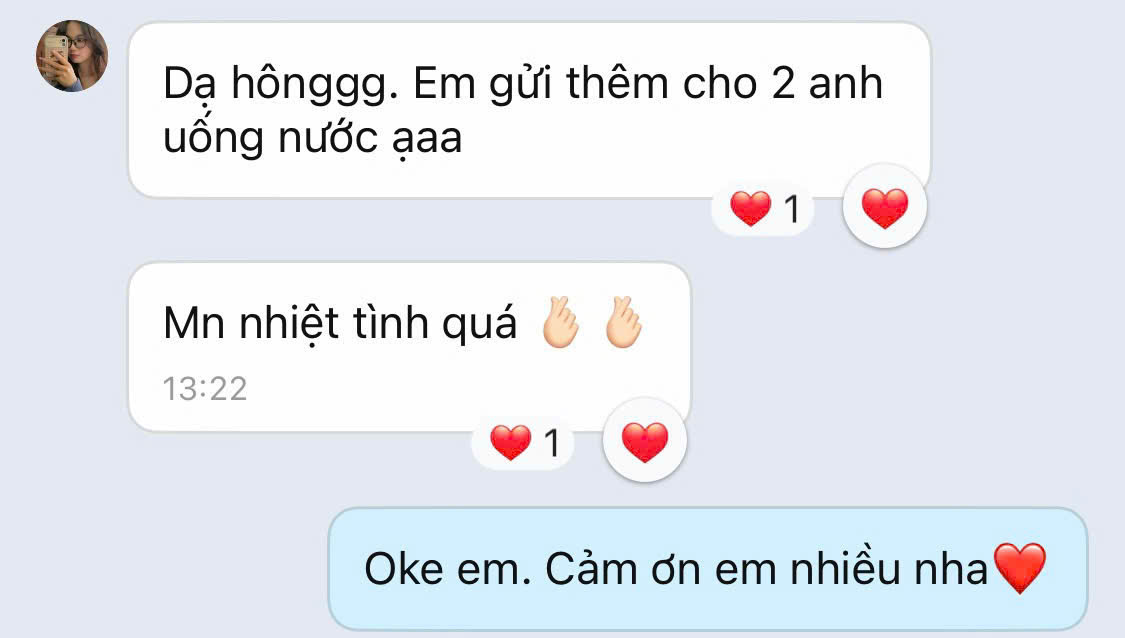 Dạ hônggg. Em gửi thêm cho 2 anh
uống nước ạaa
❤️ 1
Mn nhiệt tình quá 🫰🏻 🫰🏻
13:22
❤️ 1
Oke em. Cảm ơn em nhiều nha❤️